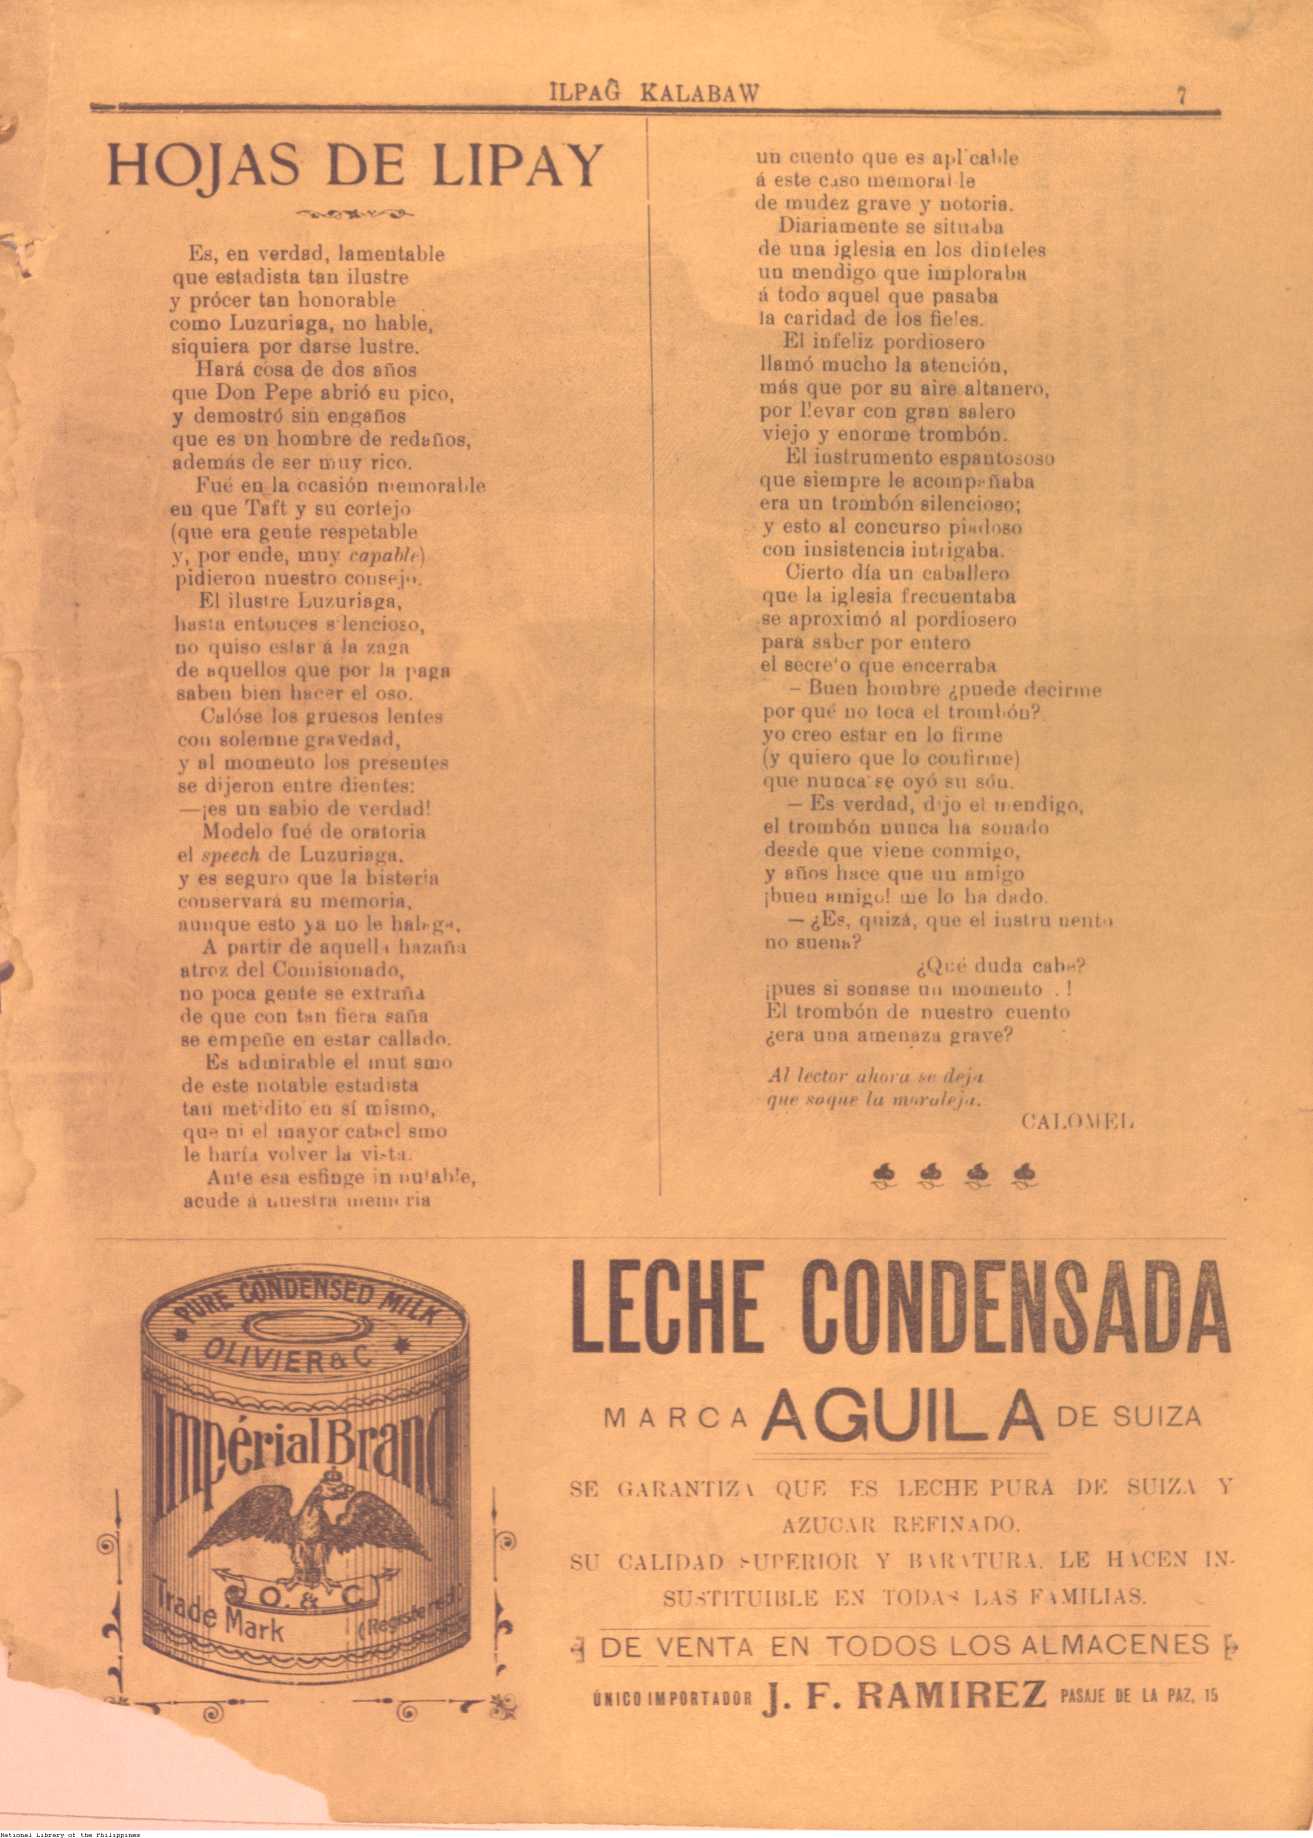 ILPAG̃ KALABAW 7
HOJAS DE LIPAY
Es, en verdad, lamentable
que estadista tan ilustre
y prócer tan honorable
como Luzuriaga, no hable,
siquiera por darse lustre.
Hará cosa de dos años
que Don Pepe abrió su pico,
y demostró sin engaños
que es un hombre de redaños,
además de ser muy rico.
Fué en la ocasión memorable
en que Taft y su cortejo
(que era gente respetable
y, por ende, muy capable)
pidieron nuestro consejo.
El ilustre Luzuriaga,
hasta entonces silencioso,
no quiso estar á la zaga
de aquellos que por la paga
saben bien hacer el oso.
Calóse los gruesos lentes
con solemne gravedad,
y al momento los presentes
se dijeron entre dientes:
—¡es un sabio de verdad!
Modelo fué de oratoria
el speech de Luzuriaga,
y es seguro que la historia
conservará su memoria,
aunque esto ya no le halaga.
A partir de aquella hazaña
atroz del Comisionado,
no poca gente se extraña
de que con tan fiera saña
se empeñe en estar callado.
Es admirable el mutismo
de este notable estadista
tan metidito en sí mismo,
que ni el mayor cataclismo
le haría volver la vista.
Ante esa esfinge inmutable,
acude á nuestra memoria
un cuento que es aplicable
á este caso memorable
de mudez grave y notoria.
Diariamente se situaba
de una iglesia en los dinteles
un mendigo que imploraba
á todo aquel que pasaba
la caridad de los fieles.
El infeliz pordiosero
llamó mucho la atención,
más que por su aire altanero,
por llevar con gran salero
viejo y enorme trombón.
El instrumento espantososo
que siempre le acompañaba
era un trombón silencioso;
y esto al concurso piadoso
con insistencia intrigaba.
Cierto día un caballero
que la iglesia frecuentaba
se aproximó al pordiosero
para saber por entero
el secreto que encerraba
– Buen hombre ¿puede decirme
por qué no toca el trombón?
yo creo estar en lo firme
(y quiero que lo confirme)
que nunca se oyó su són.
— Es verdad, dijo el mendigo,
el trombón nunca ha sonado
desde que viene conmigo,
y años hace que un amigo
¡buen amigo! me lo ha dado.
— ¿Es, quizá, que el instrumento
no suena?
¿Qué duda cabe?
¡pues si sonase un momento . !
El trombón de nuestro cuento
¿era una amenaza grave?
Al lector ahora se deja
que saque la moraleja.
CALOMEL
PURE CONDENSED MILK
OLIVIER & C
Impérial Brand
O. & C.
Trade Mark (Registered)
LECHE CONDENSADA
MARCA AGUILA DE SUIZA
SE GARANTIZA QUE ES LECHE PURA DE SUIZA Y
AZUCAR REFINADO.
SU CALIDAD SUPERIOR Y BARATURA, LE HACEN IN-
SUSTITUIBLE EN TODAS LAS FAMILIAS.
DE VENTA EN TODOS LOS ALMACENES
ÚNICO IMPORTADOR J. F. RAMIREZ PASAJE DE LA PAZ, 15
National Library of the Philippines